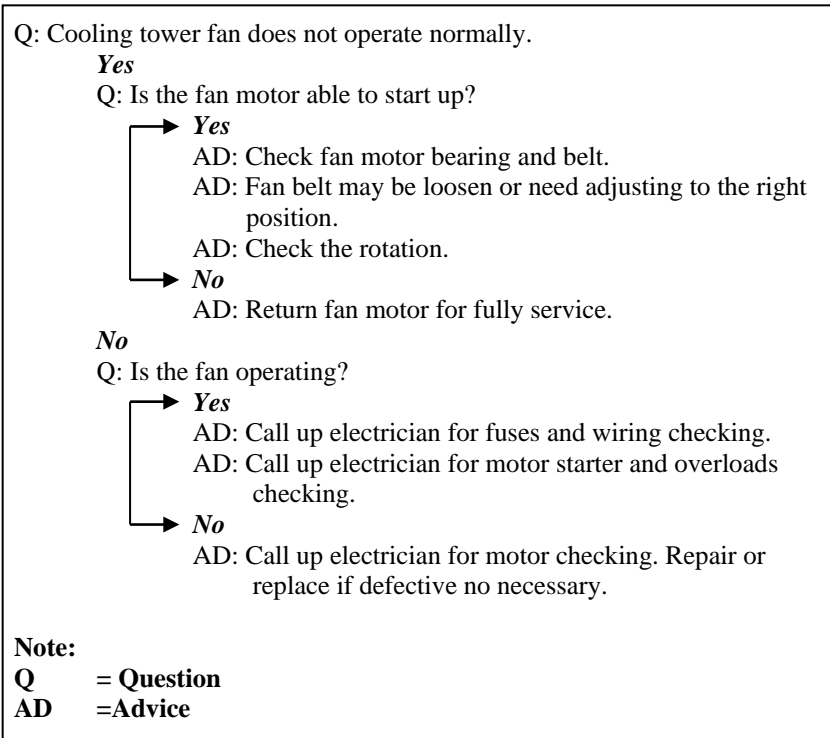 Q: Cooling tower fan does not operate normally.
Yes
Q: Is the fan motor able to start up?
Yes
AD: Check fan motor bearing and belt.
AD: Fan belt may be loosen or need adjusting to the right
position.
AD: Check the rotation.
No
AD: Return fan motor for fully service.
No
Q: Is the fan operating?
Yes
AD: Call up electrician for fuses and wiring checking.
AD: Call up electrician for motor starter and overloads
checking.
No
AD: Call up electrician for motor checking. Repair or
replace if defective no necessary.
Note:
Q = Question
AD =Advice